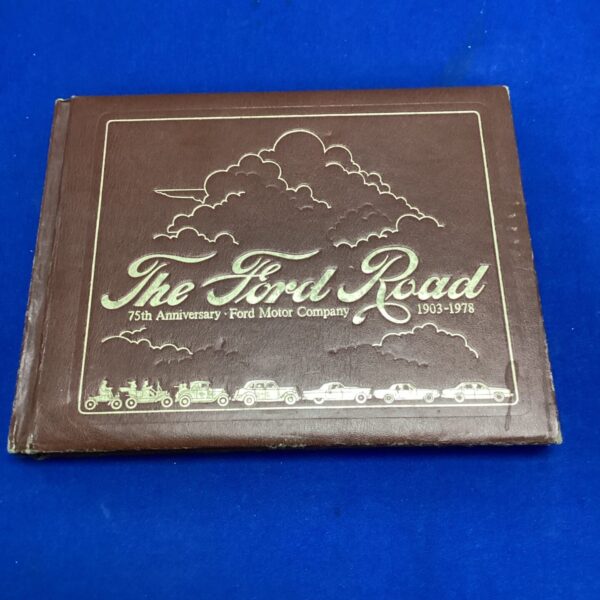 The Ford Road
75th Anniversary · Ford Motor Company 1903-1978